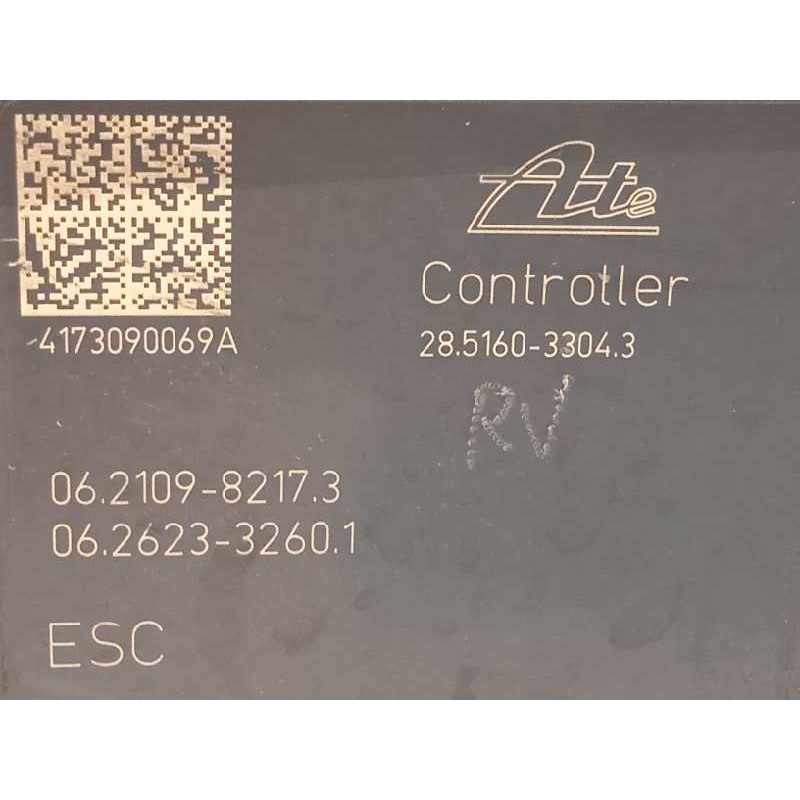 Ate
Controller
4173090069A
28.5160-3304.3
RV
06.2109-8217.3
06.2623-3260.1
ESC